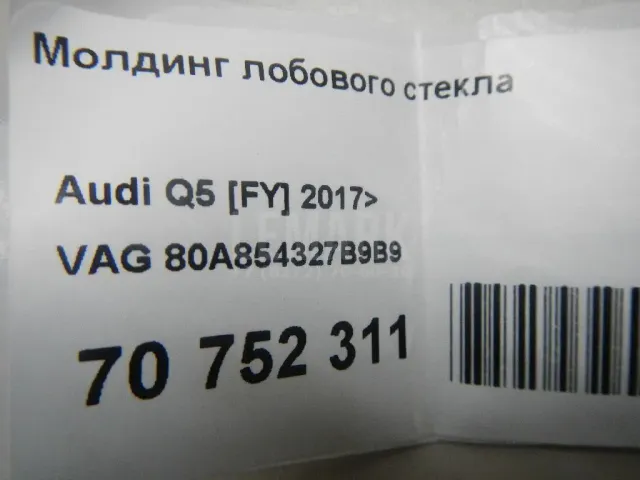 Молдинг лобового стекла
Audi Q5 [FY] 2017>
VAG 80A854327B9B9
70 752 311